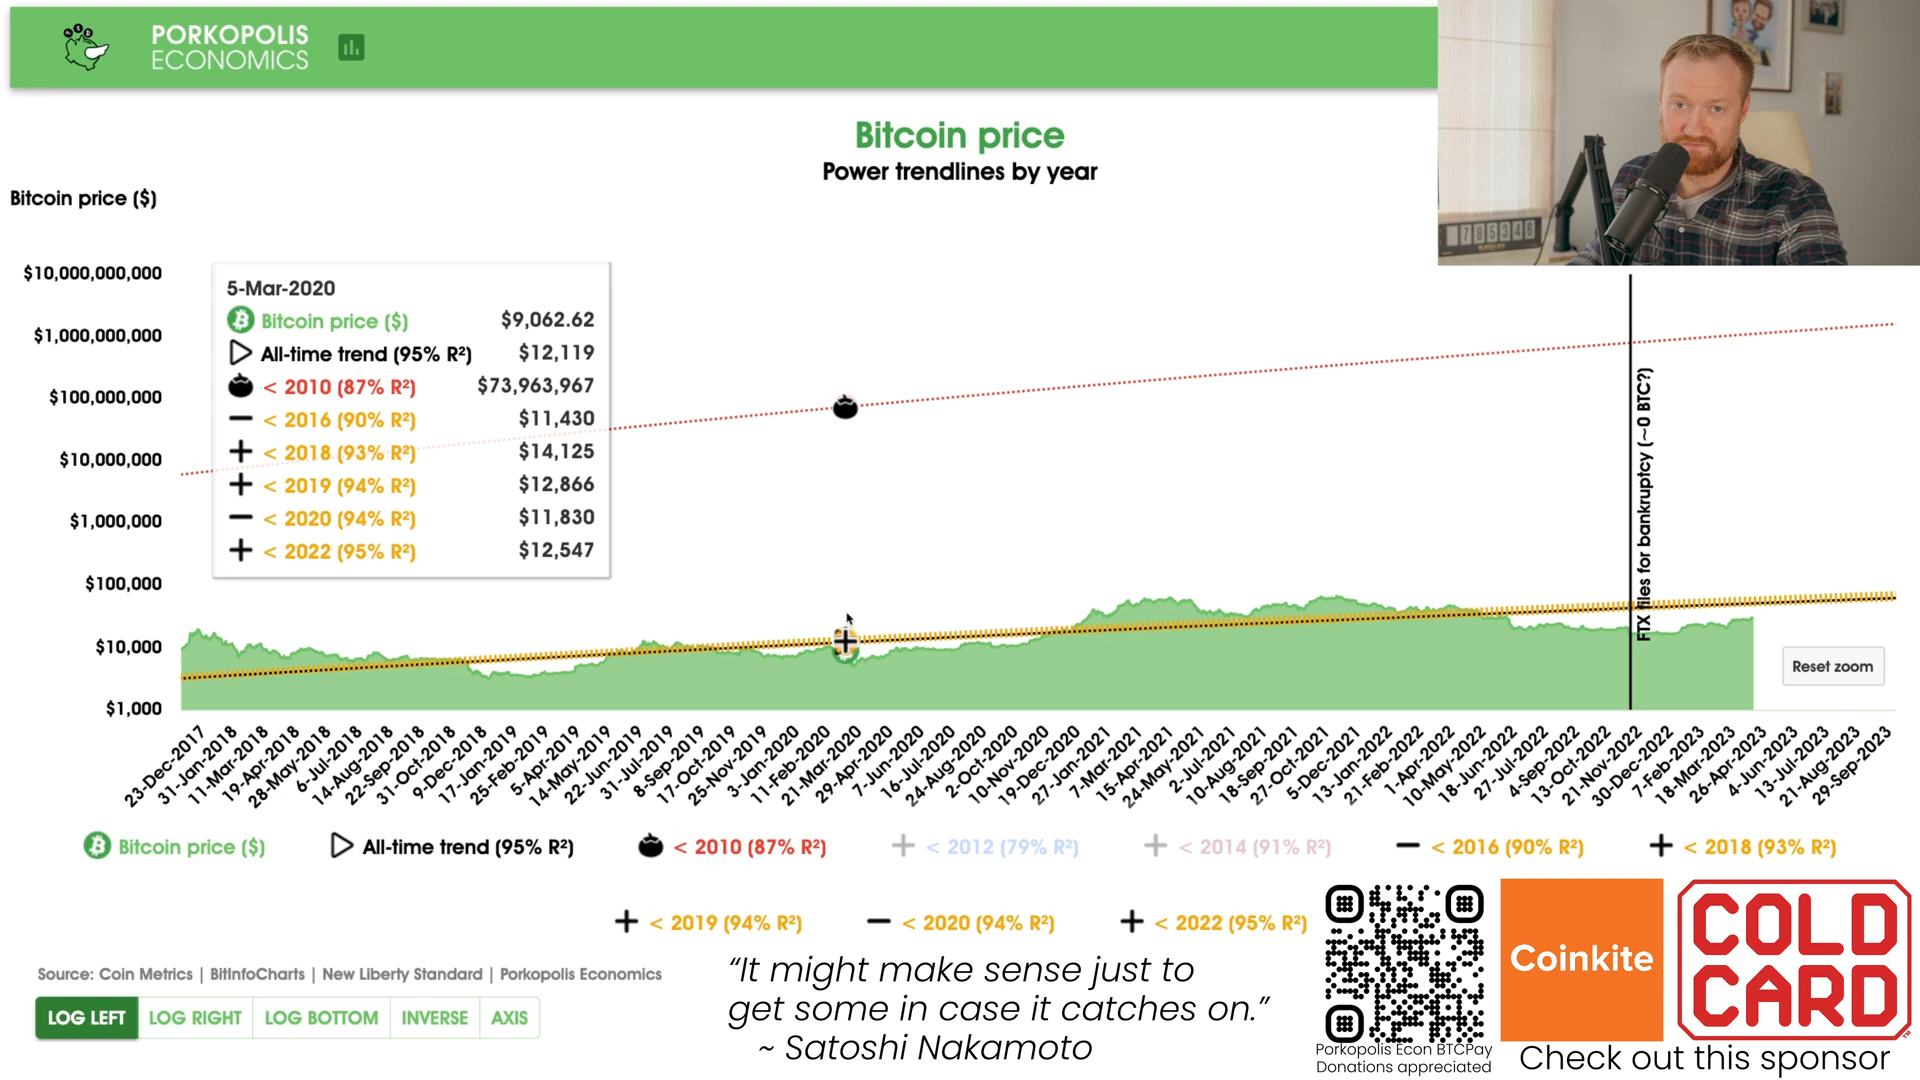 PORKOPOLIS
ECONOMICS
Bitcoin price
Power trendlines by year
Bitcoin price ($)
$10,000,000,000
$1,000,000,000
$100,000,000
$10,000,000
$1,000,000
$100,000
$10,000
$1,000
5-Mar-2020
Bitcoin price ($) $9,062.62
All-time trend (95% R²) $12,119
< 2010 (87% R²) $73,963,967
< 2016 (90% R²) $11,430
< 2018 (93% R²) $14,125
< 2019 (94% R²) $12,866
< 2020 (94% R²) $11,830
< 2022 (95% R²) $12,547
785346
FTX files for bankruptcy (~0 BTC?)
Reset zoom
23-Dec-2017
31-Jan-2018
11-Mar-2018
19-Apr-2018
28-May-2018
6-Jul-2018
14-Aug-2018
22-Sep-2018
31-Oct-2018
9-Dec-2018
17-Jan-2019
25-Feb-2019
5-Apr-2019
14-May-2019
22-Jun-2019
31-Jul-2019
8-Sep-2019
17-Oct-2019
25-Nov-2019
3-Jan-2020
11-Feb-2020
21-Mar-2020
29-Apr-2020
7-Jun-2020
16-Jul-2020
24-Aug-2020
2-Oct-2020
10-Nov-2020
19-Dec-2020
27-Jan-2021
7-Mar-2021
15-Apr-2021
24-May-2021
2-Jul-2021
10-Aug-2021
18-Sep-2021
27-Oct-2021
5-Dec-2021
13-Jan-2022
21-Feb-2022
1-Apr-2022
10-May-2022
18-Jun-2022
27-Jul-2022
4-Sep-2022
13-Oct-2022
21-Nov-2022
30-Dec-2022
7-Feb-2023
18-Mar-2023
26-Apr-2023
4-Jun-2023
13-Jul-2023
21-Aug-2023
29-Sep-2023
Bitcoin price ($) All-time trend (95% R²) < 2010 (87% R²) < 2012 (79% R²) < 2014 (91% R²) < 2016 (90% R²) < 2018 (93% R²)
< 2019 (94% R²) < 2020 (94% R²) < 2022 (95% R²)
Source: Coin Metrics | BitInfoCharts | New Liberty Standard | Porkopolis Economics
LOG LEFT LOG RIGHT LOG BOTTOM INVERSE AXIS
“It might make sense just to
get some in case it catches on.”
~ Satoshi Nakamoto
Porkopolis Econ BTCPay
Donations appreciated
Coinkite
COLD
CARD™
Check out this sponsor